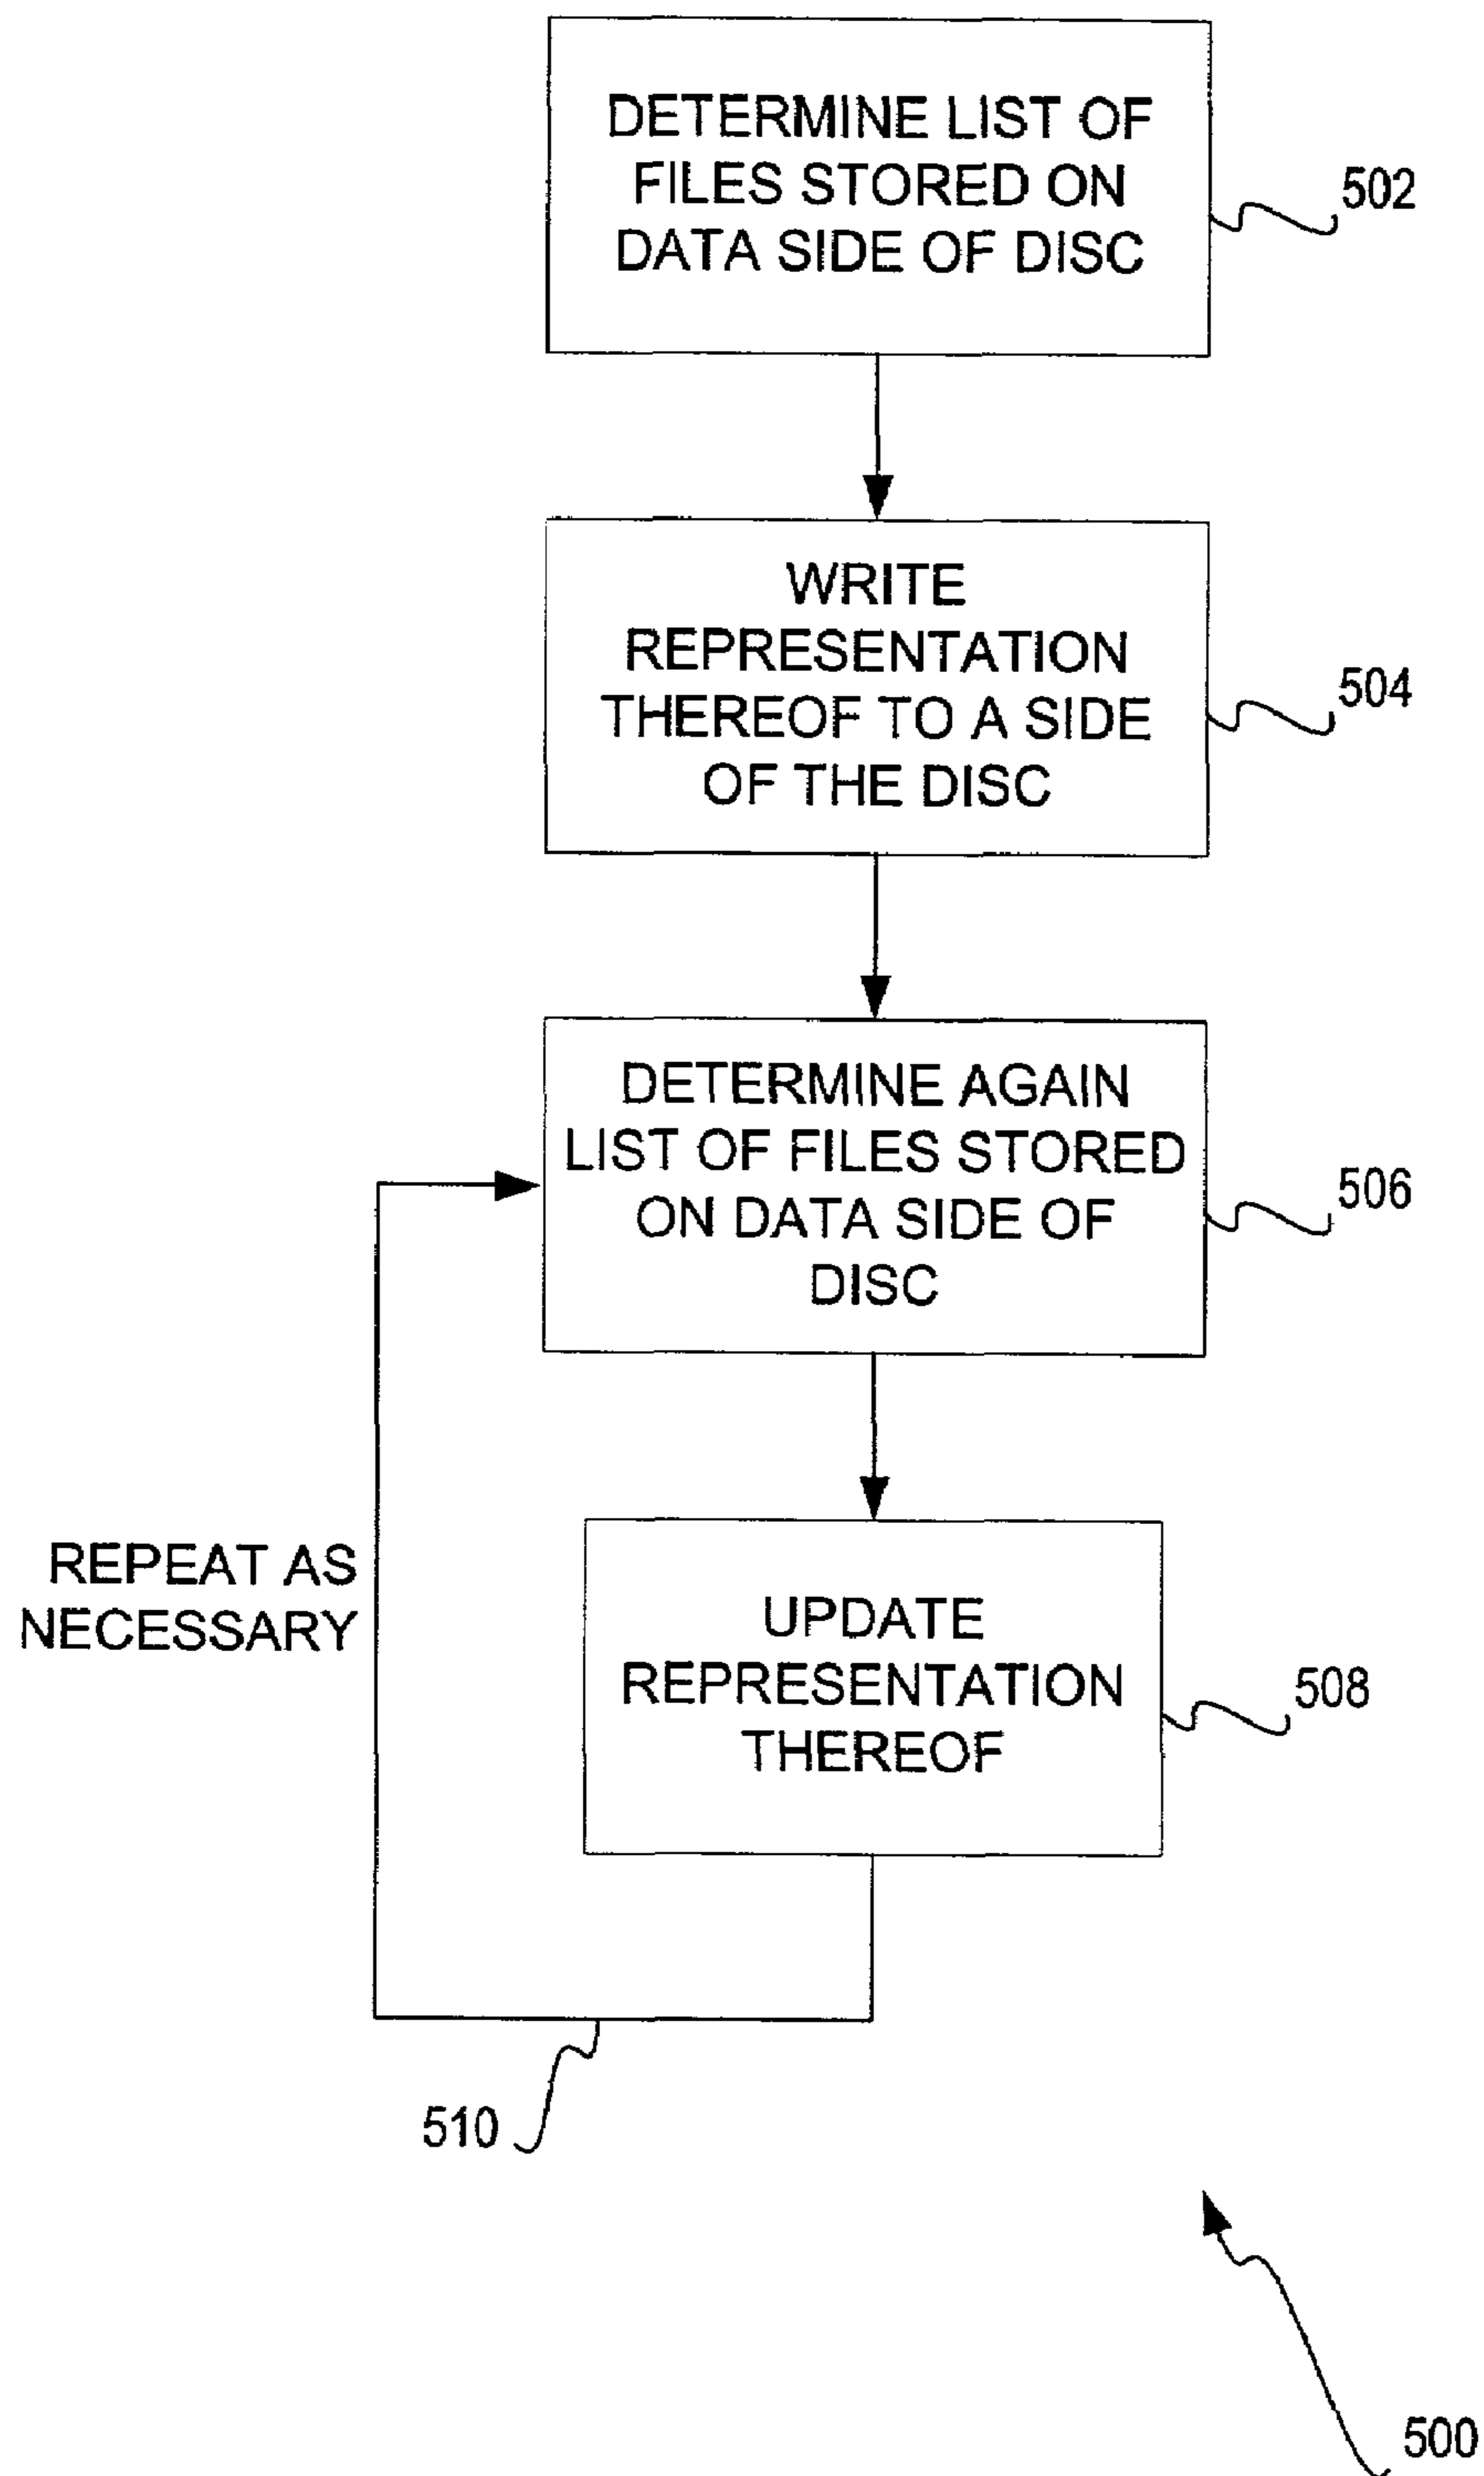 DETERMINE LIST OF
FILES STORED ON
DATA SIDE OF DISC
502
WRITE
REPRESENTATION
THEREOF TO A SIDE
OF THE DISC
504
DETERMINE AGAIN
LIST OF FILES STORED
ON DATA SIDE OF
DISC
506
REPEAT AS
NECESSARY
UPDATE
REPRESENTATION
THEREOF
508
510
500